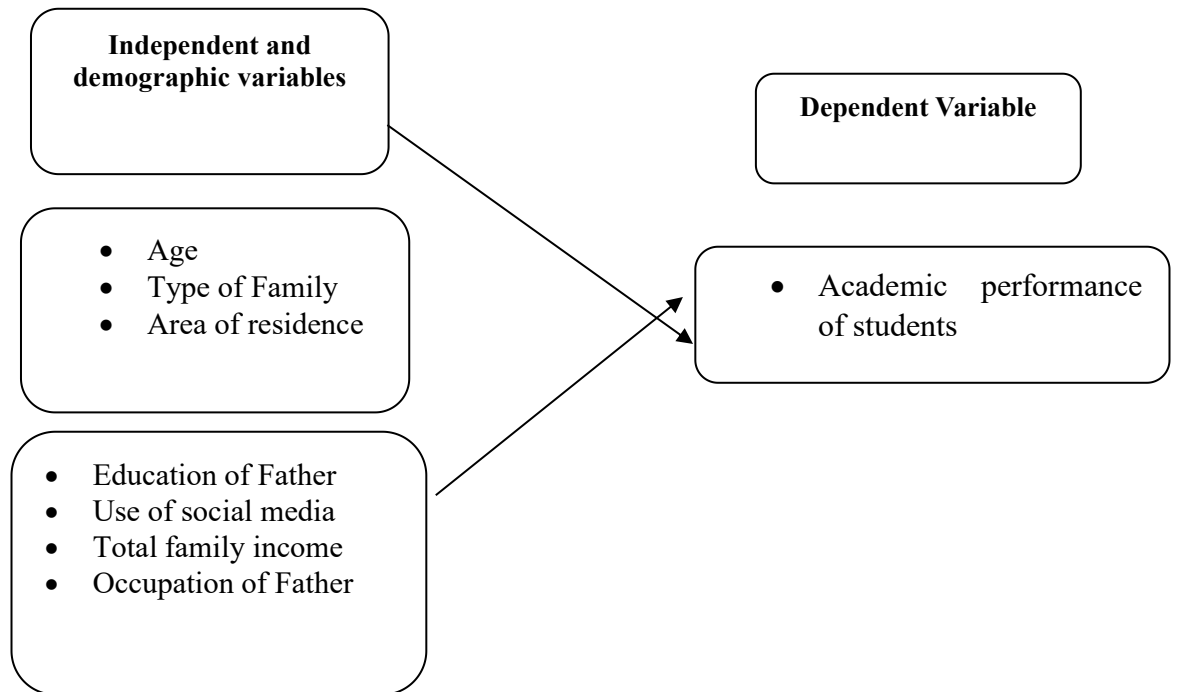 Independent and
demographic variables
Dependent Variable
• Age
• Type of Family
• Area of residence
• Academic performance
of students
• Education of Father
• Use of social media
• Total family income
• Occupation of Father